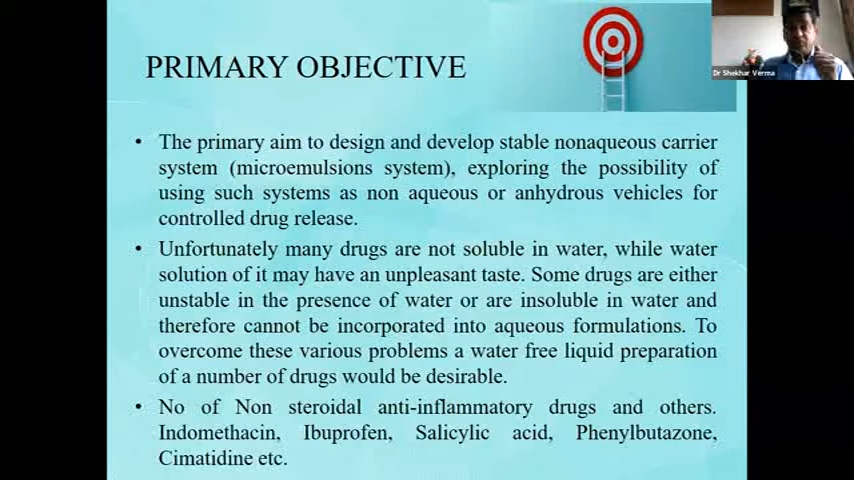 PRIMARY OBJECTIVE
Dr Shekhar Verma
• The primary aim to design and develop stable nonaqueous carrier
system (microemulsions system), exploring the possibility of
using such systems as non aqueous or anhydrous vehicles for
controlled drug release.
• Unfortunately many drugs are not soluble in water, while water
solution of it may have an unpleasant taste. Some drugs are either
unstable in the presence of water or are insoluble in water and
therefore cannot be incorporated into aqueous formulations. To
overcome these various problems a water free liquid preparation
of a number of drugs would be desirable.
• No of Non steroidal anti-inflammatory drugs and others.
Indomethacin, Ibuprofen, Salicylic acid, Phenylbutazone,
Cimatidine etc.